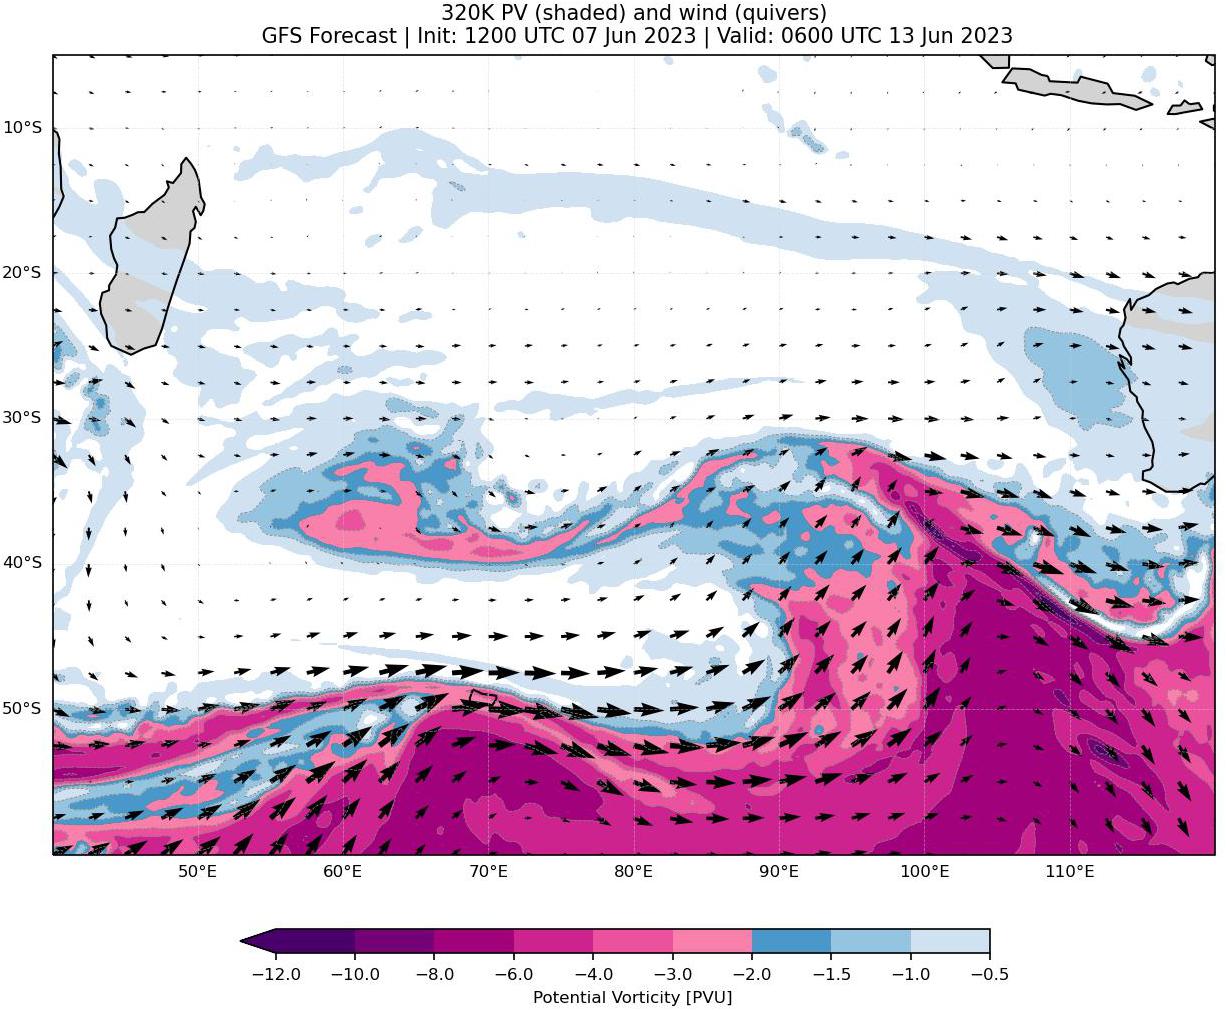 320K PV (shaded) and wind (quivers)
GFS Forecast | Init: 1200 UTC 07 Jun 2023 | Valid: 0600 UTC 13 Jun 2023
10°S
20°S
30°S
40°S
50°S
50°E 60°E 70°E 80°E 90°E 100°E 110°E
−12.0 −10.0 −8.0 −6.0 −4.0 −3.0 −2.0 −1.5 −1.0 −0.5
Potential Vorticity [PVU]